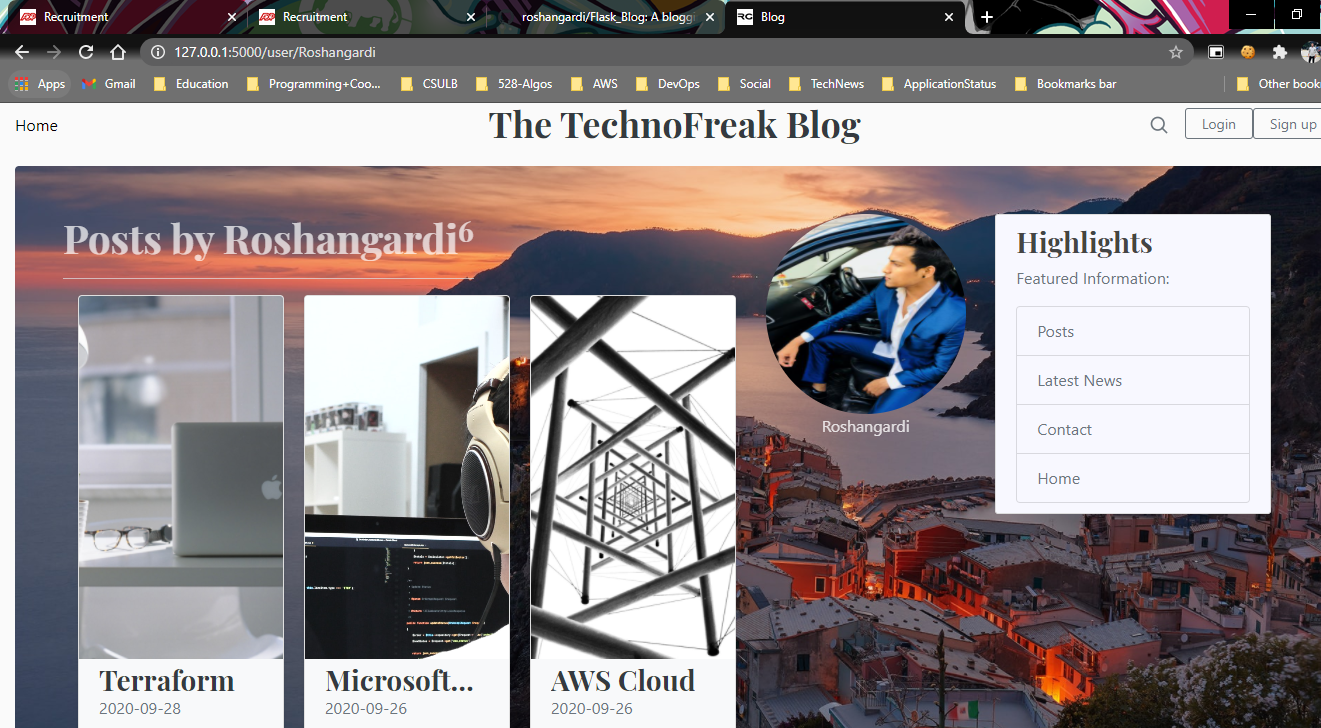 Recruitment
Recruitment
roshangardi/Flask_Blog: A bloggi
RC Blog
127.0.0.1:5000/user/Roshangardi
Apps Gmail Education Programming+Coo... CSULB 528-Algos AWS DevOps Social TechNews ApplicationStatus Bookmarks bar Other book
Home
The TechnoFreak Blog
Login
Sign up
Posts by Roshangardi6
Roshangardi
Highlights
Featured Information:
Posts
Latest News
Contact
Home
Terraform
2020-09-28
Microsoft...
2020-09-26
AWS Cloud
2020-09-26